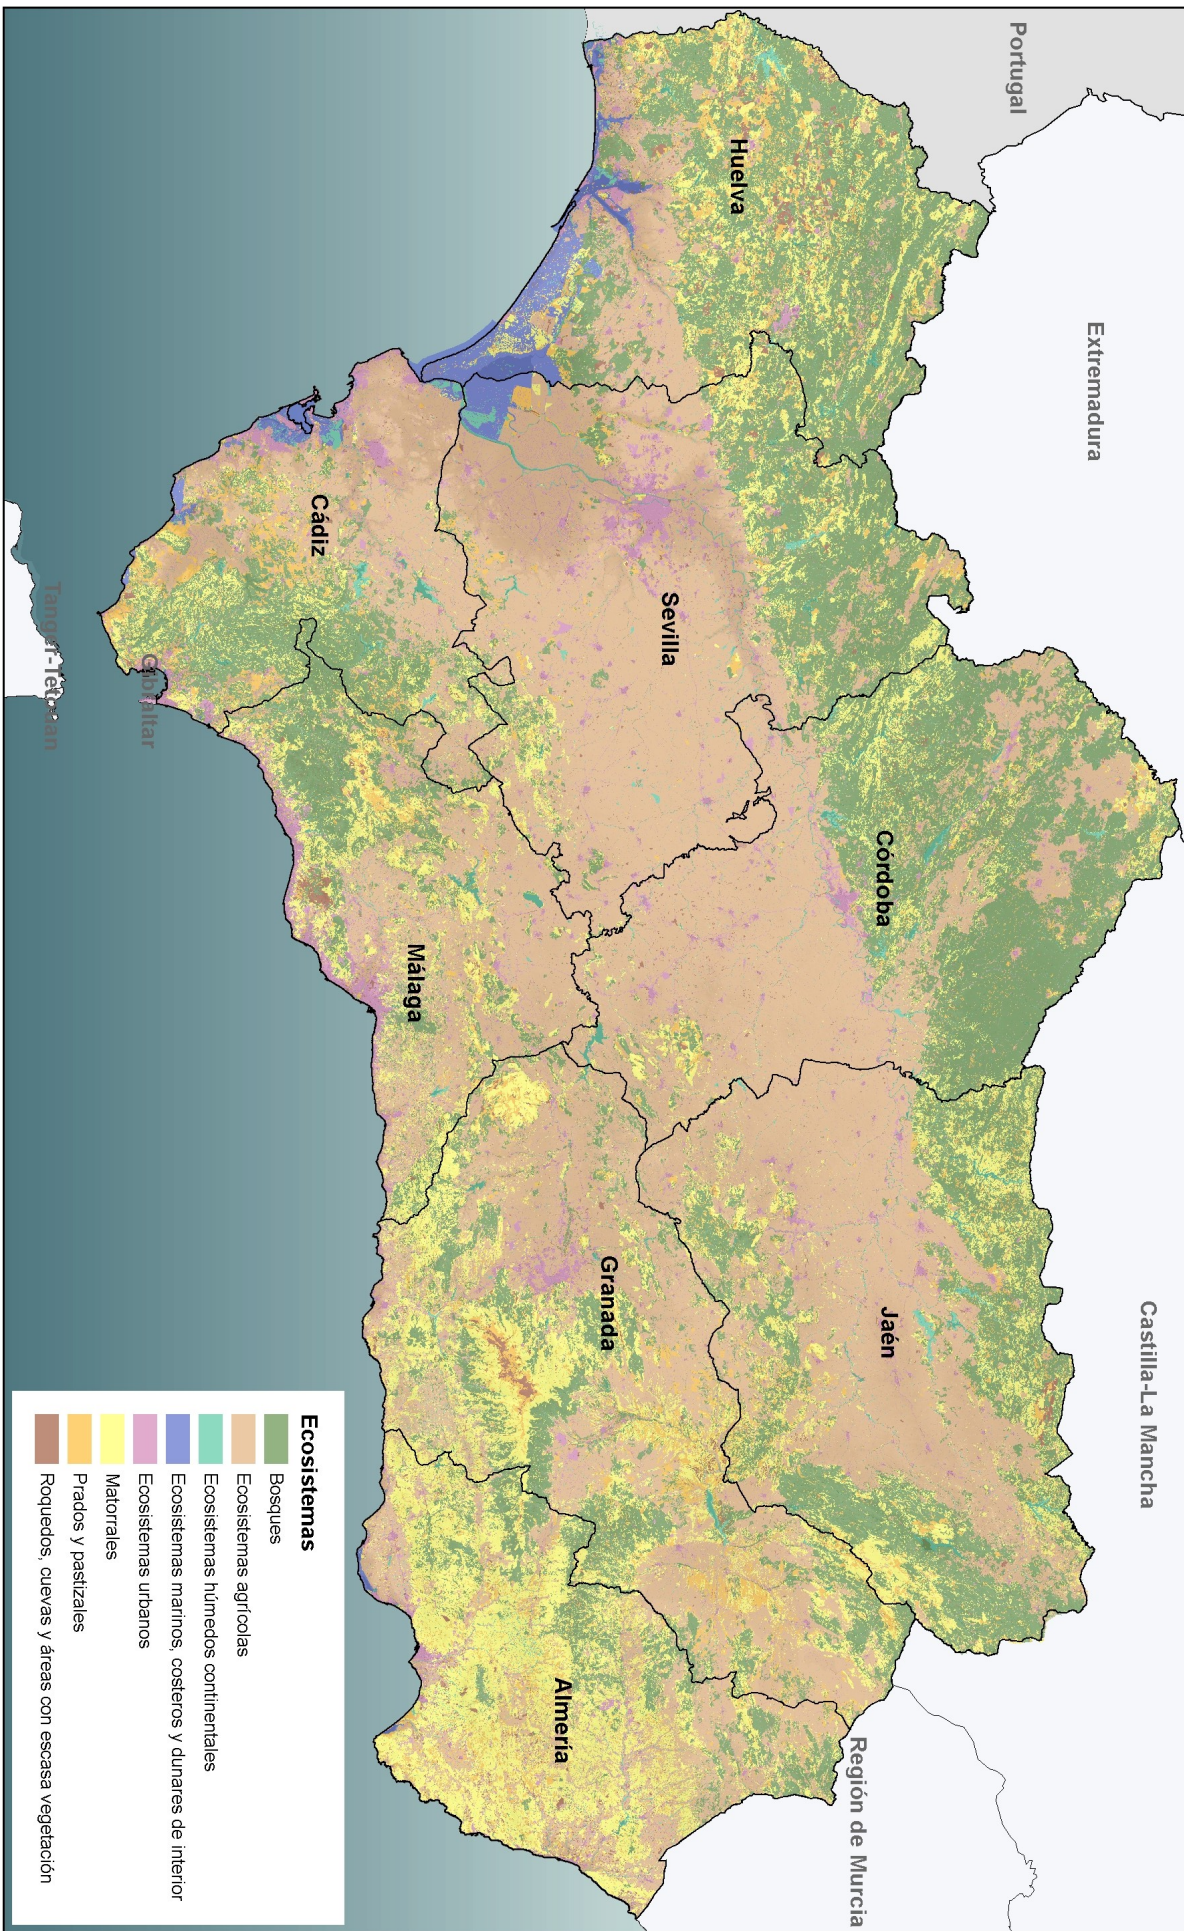 Portugal
Extremadura
Castilla-La Mancha
Huelva
Sevilla
Córdoba
Jaén
Cádiz
Málaga
Granada
Almería
Región de Murcia
Gibraltar
Tanger-Tetouan
Ecosistemas
Bosques
Ecosistemas agrícolas
Ecosistemas húmedos continentales
Ecosistemas marinos, costeros y dunares de interior
Ecosistemas urbanos
Matorrales
Prados y pastizales
Roquedos, cuevas y áreas con escasa vegetación